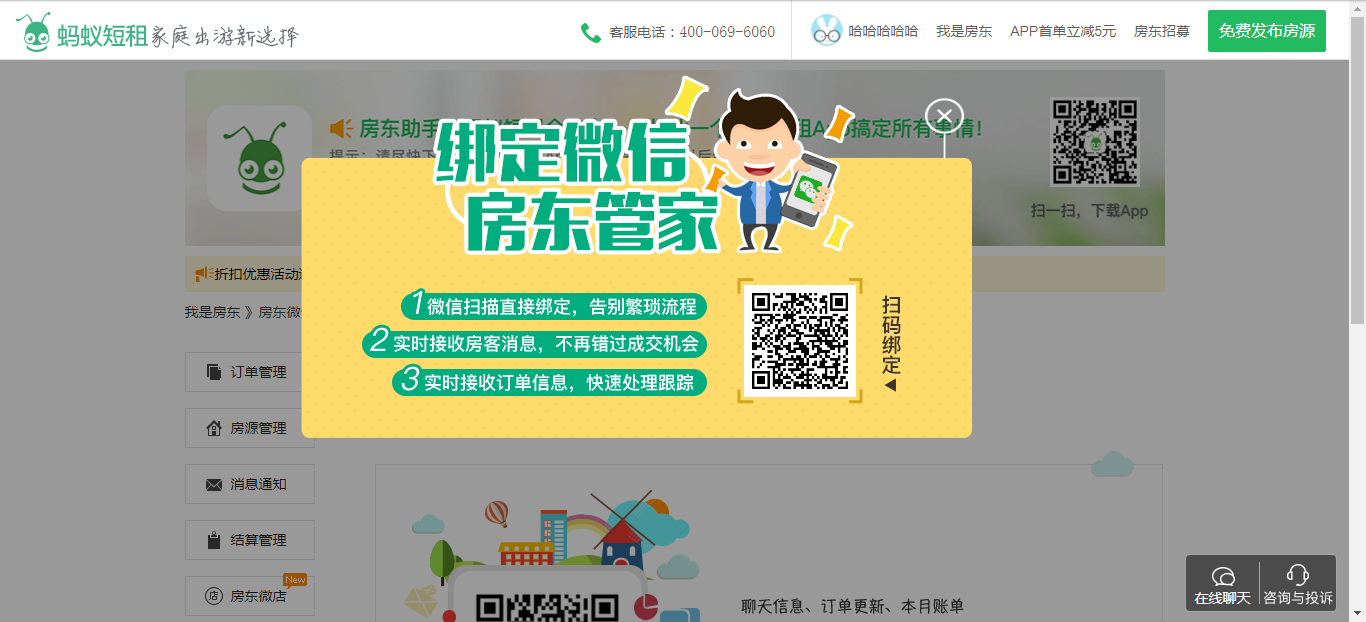 蚂蚁短租 家庭出游新选择
客服电话：400-069-6060
哈哈哈哈哈
我是房东
APP首单立减5元
房东招募
免费发布房源
房东助手
搞定所有事情！
提示：请尽快下
扫一扫，下载App
绑定微信
房东管家
1 微信扫描直接绑定，告别繁琐流程
2 实时接收房客消息，不再错过成交机会
3 实时接收订单信息，快速处理跟踪
扫码绑定
折扣优惠活动
我是房东 》房东微
订单管理
房源管理
消息通知
结算管理
New
店 房东微店
聊天信息、订单更新、本月账单
在线聊天
咨询与投诉